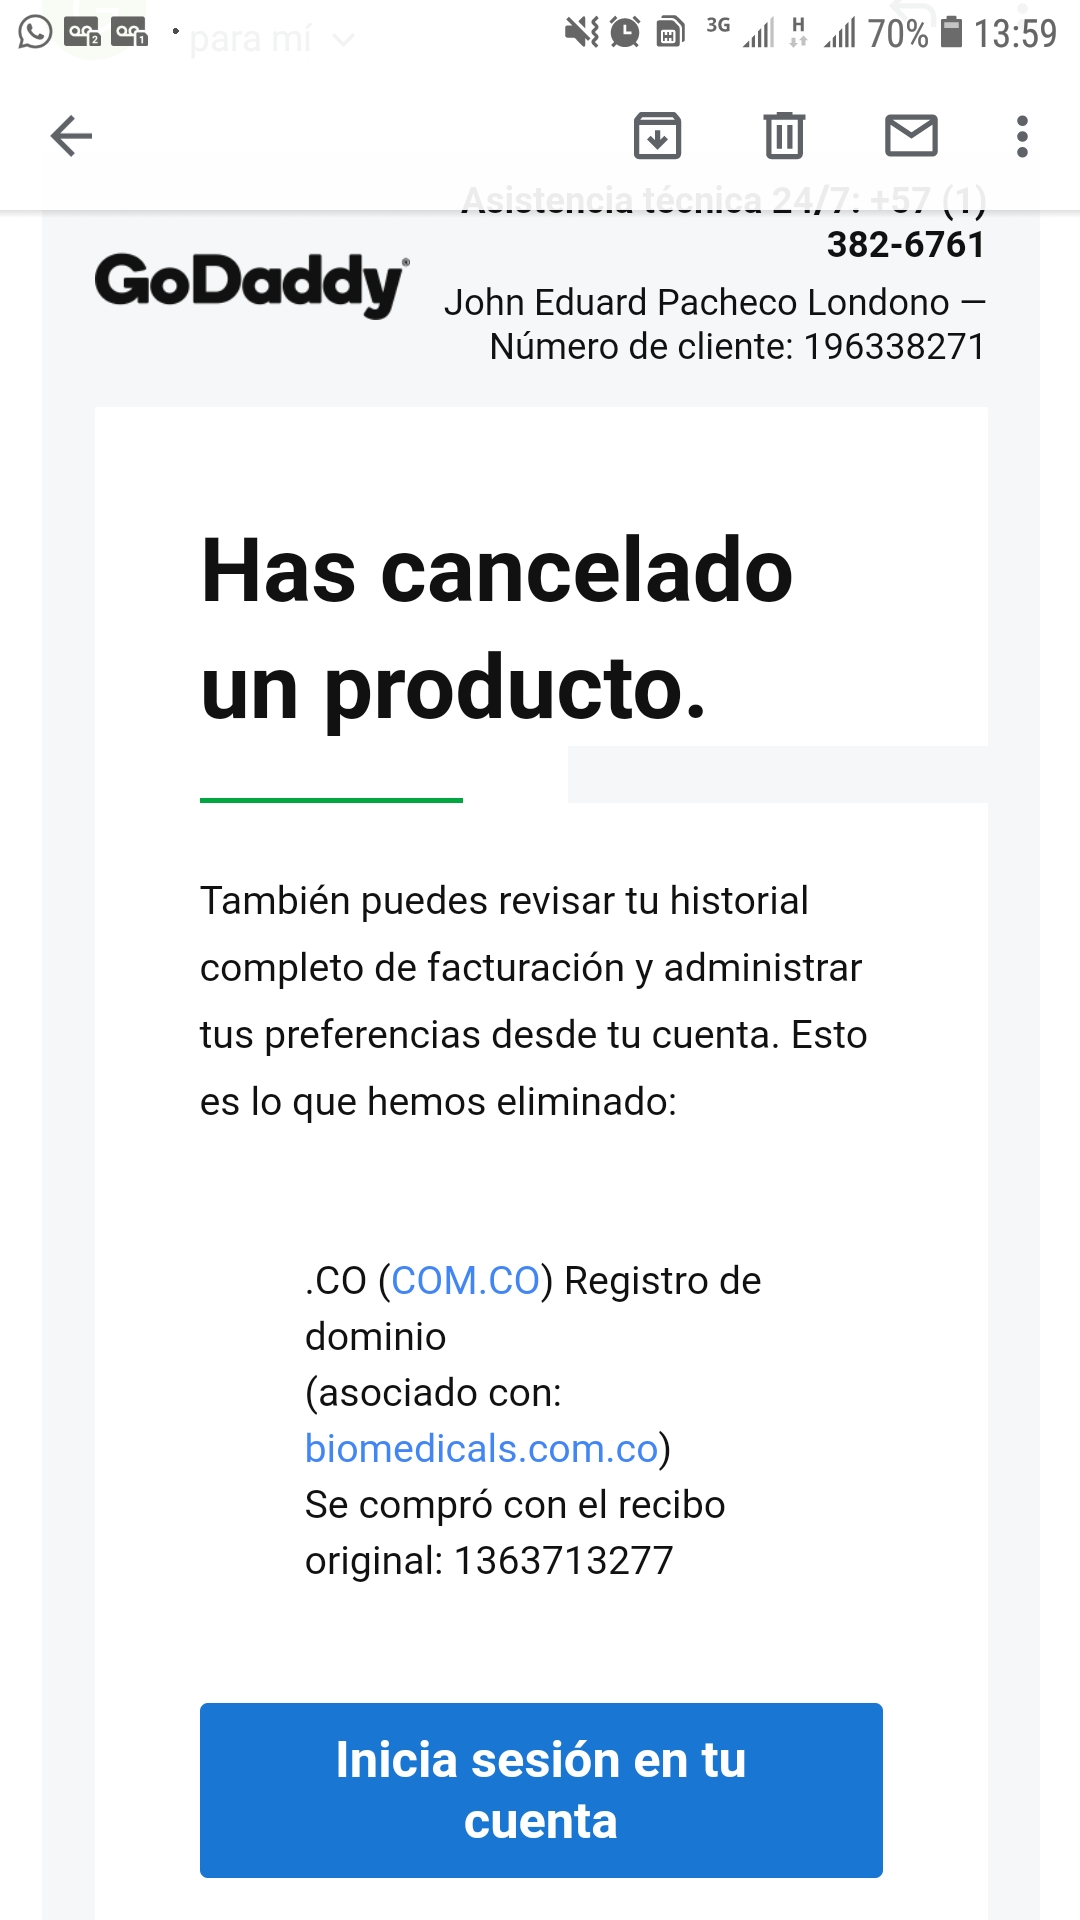 3G H 70% 13:59
para mí
Asistencia técnica 24/7: +57 (1)
382-6761
GoDaddy®
John Eduard Pacheco Londono —
Número de cliente: 196338271
Has cancelado
un producto.
También puedes revisar tu historial
completo de facturación y administrar
tus preferencias desde tu cuenta. Esto
es lo que hemos eliminado:
.CO (COM.CO) Registro de
dominio
(asociado con:
biomedicals.com.co)
Se compró con el recibo
original: 1363713277
Inicia sesión en tu
cuenta